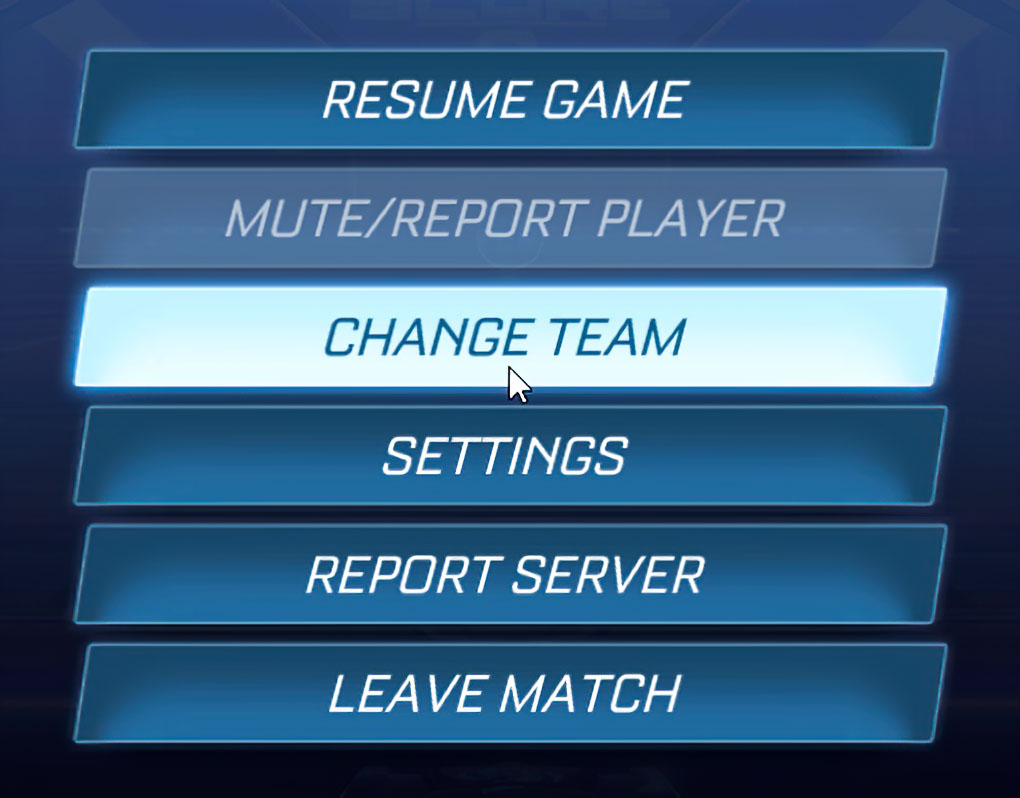 RESUME GAME
MUTE/REPORT PLAYER
CHANGE TEAM
SETTINGS
REPORT SERVER
LEAVE MATCH